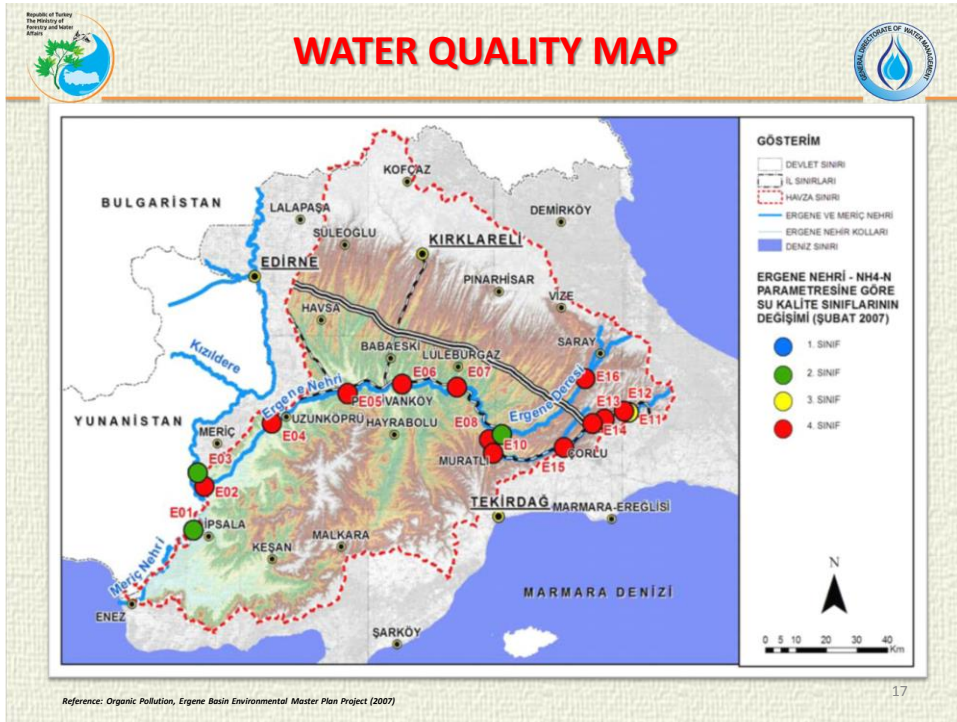 Republic of Turkey
The Ministry of
Forestry and Water
Affairs
WATER QUALITY MAP
GENERAL DIRECTORATE OF WATER MANAGEMENT
BULGARİSTAN
KOFÇAZ
LALAPAŞA
DEMİRKÖY
SÜLEOĞLU
KIRKLARELİ
EDİRNE
PINARHİSAR
VİZE
HAVSA
BABAESKİ
LÜLEBURGAZ
SARAY
Kızıldere
Ergene Nehri
E06
E07
E16
PE05VANKÖY
Ergene Deresi
E12
E13
E11
YUNANİSTAN
UZUNKÖPRÜ
HAYRABOLU
E08
E14
MERİÇ
E04
E10
MURATLI
E15
ÇORLU
E03
E02
TEKİRDAĞ
MARMARA-EREĞLİSİ
E01
İPSALA
MALKARA
KEŞAN
Meriç Nehri
MARMARA DENİZİ
ENEZ
ŞARKÖY
GÖSTERİM
DEVLET SINIRI
İL SINIRLARI
HAVZA SINIRI
ERGENE VE MERİÇ NEHRİ
ERGENE NEHİR KOLLARI
DENİZ SINIRI
ERGENE NEHRİ - NH4-N
PARAMETRESİNE GÖRE
SU KALİTE SINIFLARININ
DEĞİŞİMİ (ŞUBAT 2007)
1. SINIF
2. SINIF
3. SINIF
4. SINIF
N
0 5 10 20 30 40
Km
Reference: Organic Pollution, Ergene Basin Environmental Master Plan Project (2007)
17